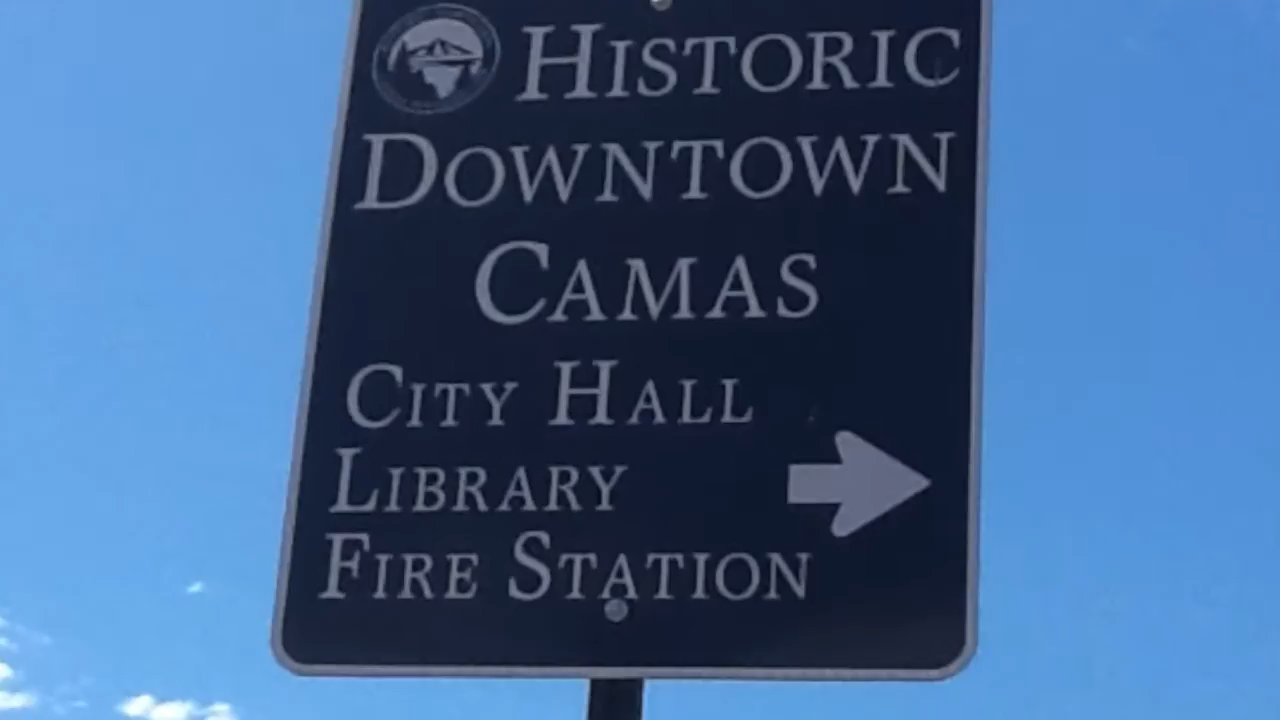 HISTORIC
DOWNTOWN
CAMAS
CITY HALL
LIBRARY
FIRE STATION